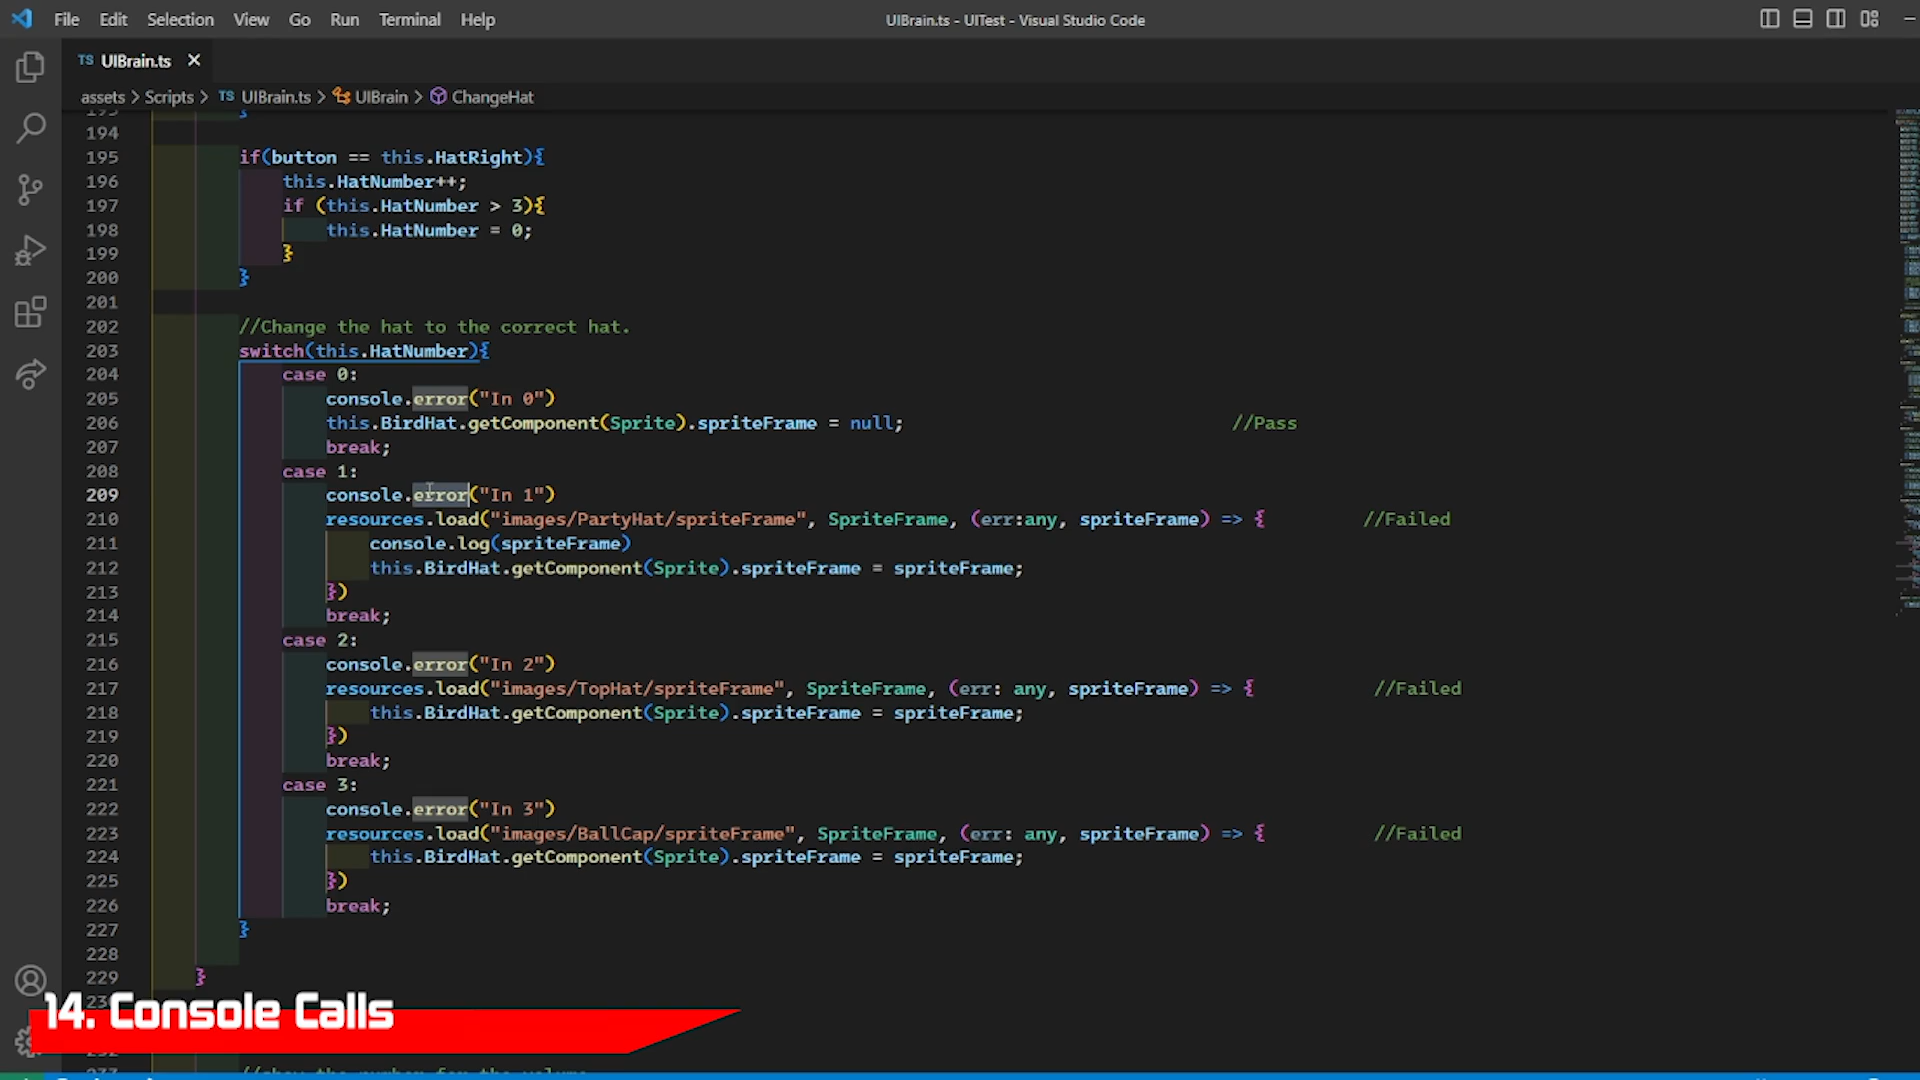 File Edit Selection View Go Run Terminal Help
UIBrain.ts - UITest - Visual Studio Code
TS UIBrain.ts ×
assets > Scripts > TS UIBrain.ts > UIBrain > ChangeHat
194
195 if(button == this.HatRight){
196 this.HatNumber++;
197 if (this.HatNumber > 3){
198 this.HatNumber = 0;
199 }
200 }
201
202 //Change the hat to the correct hat.
203 switch(this.HatNumber){
204 case 0:
205 console.error("In 0")
206 this.BirdHat.getComponent(Sprite).spriteFrame = null; //Pass
207 break;
208 case 1:
209 console.error("In 1")
210 resources.load("images/PartyHat/spriteFrame", SpriteFrame, (err:any, spriteFrame) => { //Failed
211 console.log(spriteFrame)
212 this.BirdHat.getComponent(Sprite).spriteFrame = spriteFrame;
213 })
214 break;
215 case 2:
216 console.error("In 2")
217 resources.load("images/TopHat/spriteFrame", SpriteFrame, (err: any, spriteFrame) => { //Failed
218 this.BirdHat.getComponent(Sprite).spriteFrame = spriteFrame;
219 })
220 break;
221 case 3:
222 console.error("In 3")
223 resources.load("images/BallCap/spriteFrame", SpriteFrame, (err: any, spriteFrame) => { //Failed
224 this.BirdHat.getComponent(Sprite).spriteFrame = spriteFrame;
225 })
226 break;
227 }
228
229 }
14. Console Calls